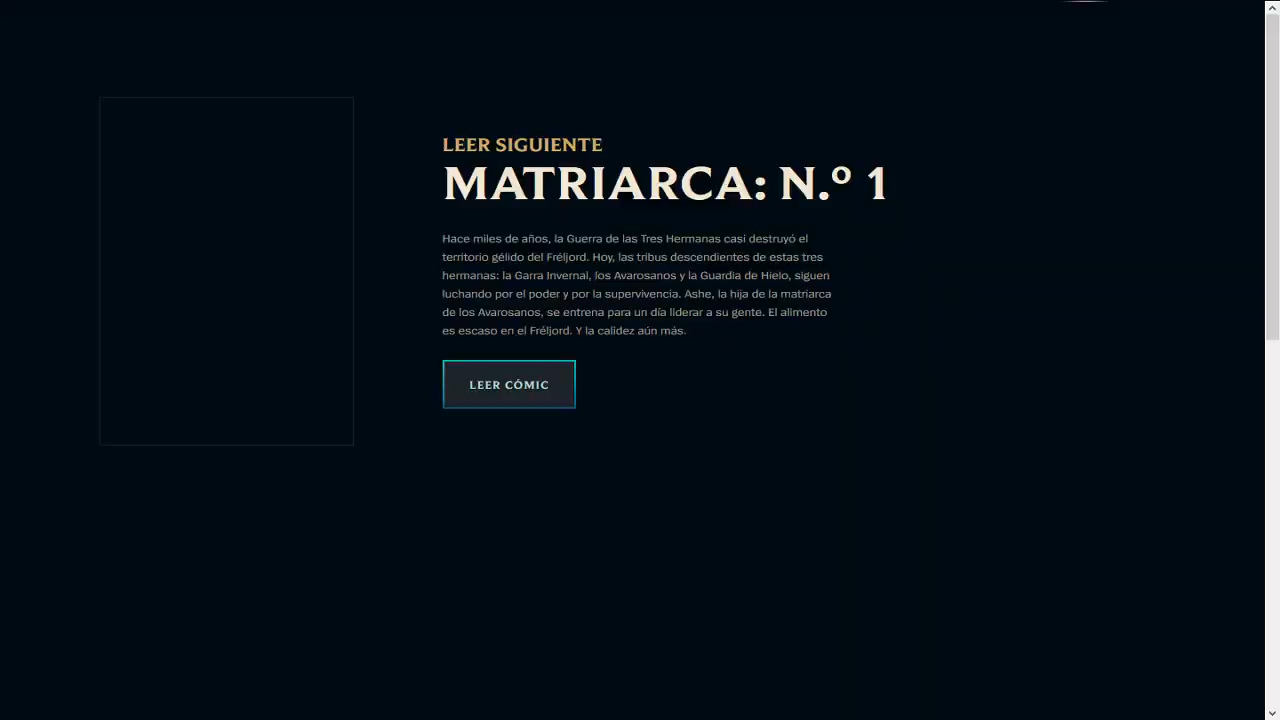 LEER SIGUIENTE
MATRIARCA: N.º 1
Hace miles de años, la Guerra de las Tres Hermanas casi destruyó el
territorio gélido del Fréljord. Hoy, las tribus descendientes de estas tres
hermanas: la Garra Invernal, los Avarosanos y la Guardia de Hielo, siguen
luchando por el poder y por la supervivencia. Ashe, la hija de la matriarca
de los Avarosanos, se entrena para un día liderar a su gente. El alimento
es escaso en el Fréljord. Y la calidez aún más.
LEER CÓMIC